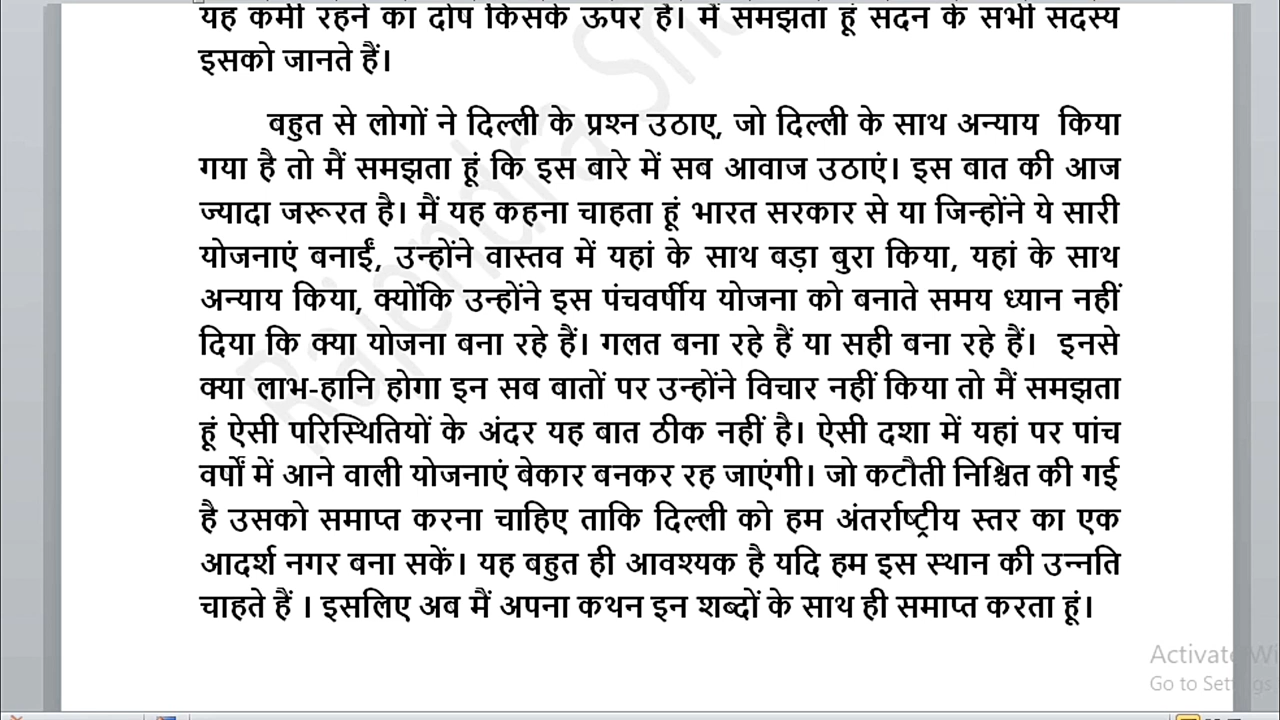 यह कमी रहने का दोष किसके ऊपर है। मैं समझता हूं सदन के सभी सदस्य
इसको जानते हैं।
बहुत से लोगों ने दिल्ली के प्रश्न उठाए, जो दिल्ली के साथ अन्याय  किया
गया है तो मैं समझता हूं कि इस बारे में सब आवाज उठाएं। इस बात की आज
ज्यादा जरूरत है। मैं यह कहना चाहता हूं भारत सरकार से या जिन्होंने ये सारी
योजनाएं बनाईं, उन्होंने वास्तव में यहां के साथ बड़ा बुरा किया, यहां के साथ
अन्याय किया, क्योंकि उन्होंने इस पंचवर्षीय योजना को बनाते समय ध्यान नहीं
दिया कि क्या योजना बना रहे हैं। गलत बना रहे हैं या सही बना रहे हैं।  इनसे
क्या लाभ-हानि होगा इन सब बातों पर उन्होंने विचार नहीं किया तो मैं समझता
हूं ऐसी परिस्थितियों के अंदर यह बात ठीक नहीं है। ऐसी दशा में यहां पर पांच
वर्षों में आने वाली योजनाएं बेकार बनकर रह जाएंगी। जो कटौती निश्चित की गई
है उसको समाप्त करना चाहिए ताकि दिल्ली को हम अंतर्राष्ट्रीय स्तर का एक
आदर्श नगर बना सकें। यह बहुत ही आवश्यक है यदि हम इस स्थान की उन्नति
चाहते हैं । इसलिए अब मैं अपना कथन इन शब्दों के साथ ही समाप्त करता हूं।
Rajendra
Activate
Go to Settings